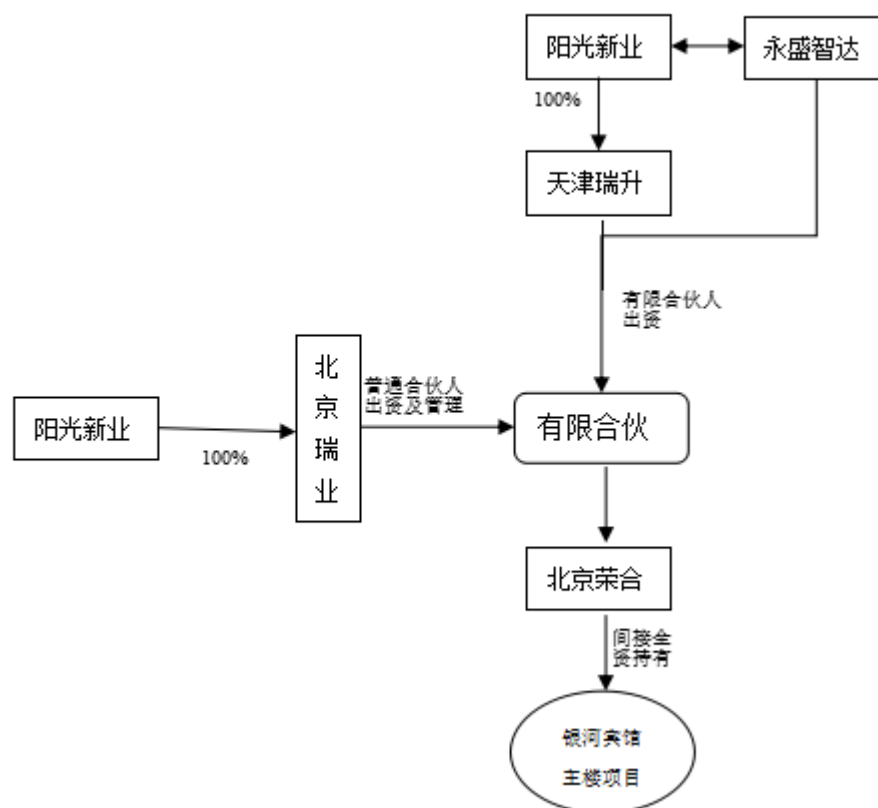 阳光新业
永盛智达
100%
天津瑞升
有限合伙人
出资
北
京
瑞
业
普通合伙人
出资及管理
阳光新业
100%
有限合伙
北京荣合
间接全
资持有
银河宾馆
主楼项目